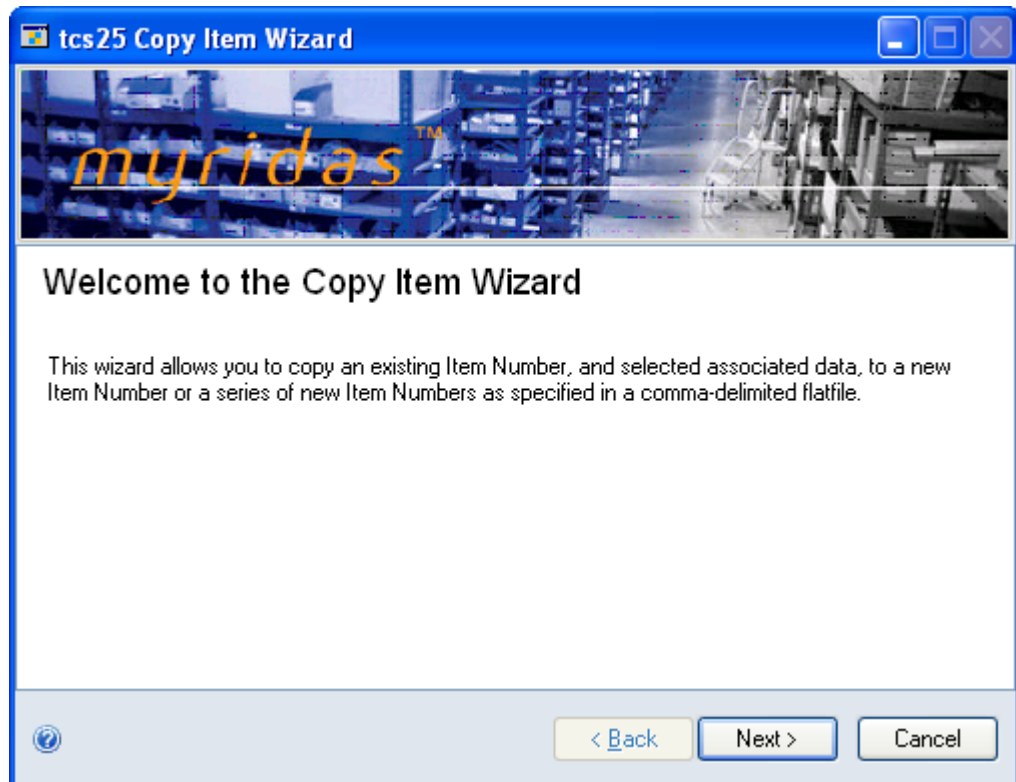 tcs25 Copy Item Wizard
myridas™
Welcome to the Copy Item Wizard
This wizard allows you to copy an existing Item Number, and selected associated data, to a new
Item Number or a series of new Item Numbers as specified in a comma-delimited flatfile.
?
< Back
Next >
Cancel